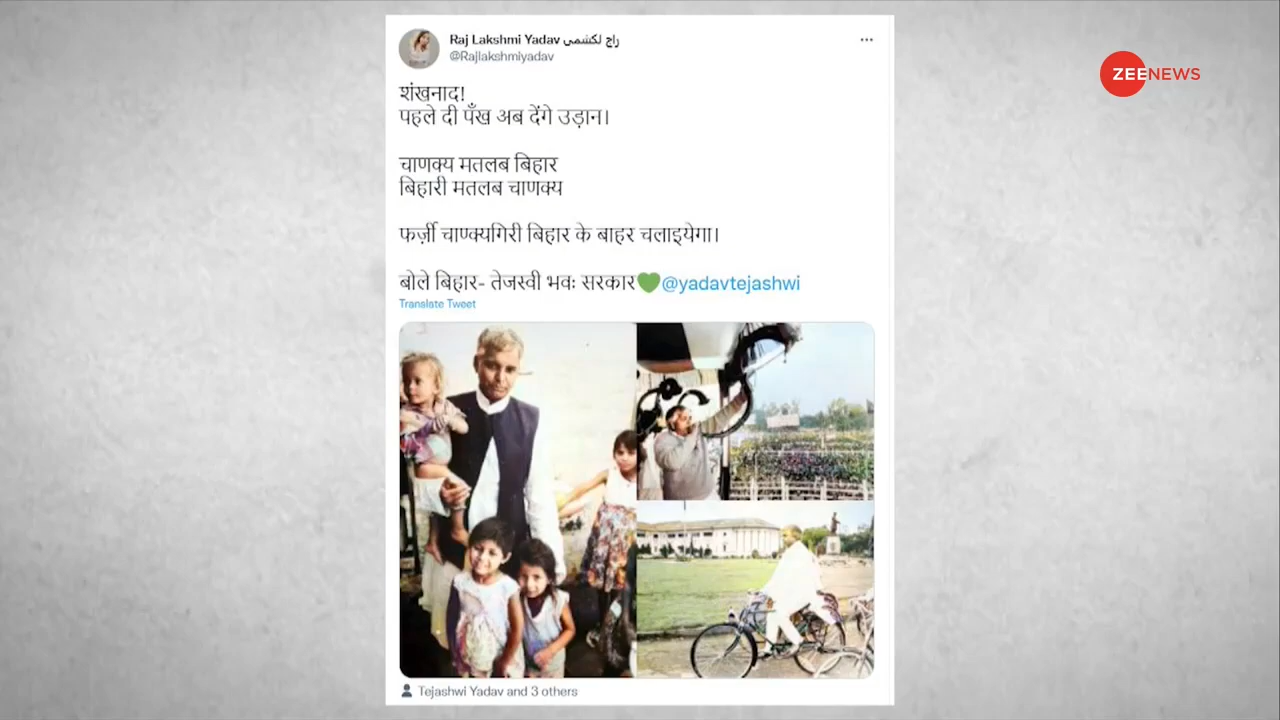 Raj Lakshmi Yadav راج لکشمی
@Rajlakshmiyadav
ZEENEWS
शंखनाद!
पहले दी पँख अब देंगे उड़ान।
चाणक्य मतलब बिहार
बिहारी मतलब चाणक्य
फर्ज़ी चाणक्यगिरी बिहार के बाहर चलाइयेगा।
बोले बिहार- तेजस्वी भवः सरकार💚@yadavtejashwi
Translate Tweet
Tejashwi Yadav and 3 others